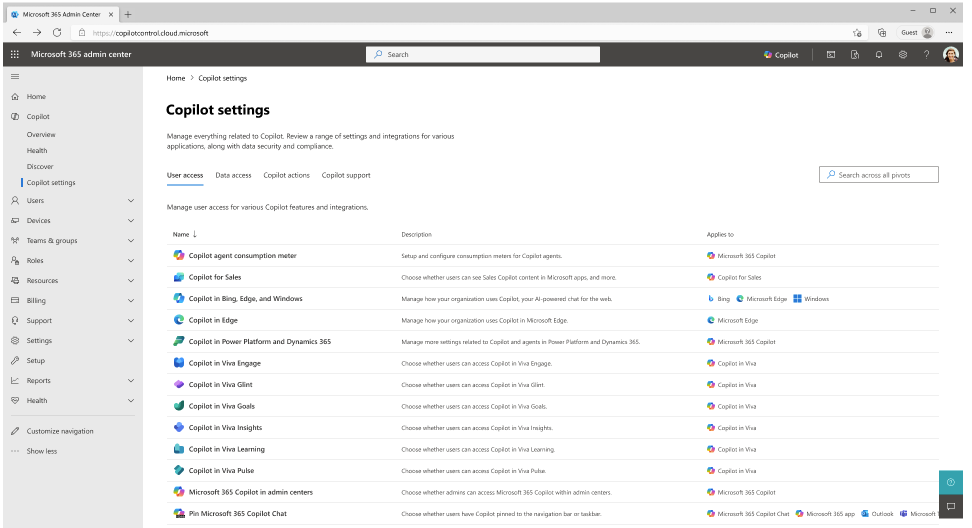 Microsoft 365 Admin Center
https://copilotcontrol.cloud.microsoft
Guest
Microsoft 365 admin center
Search
Copilot
Home
Copilot
Overview
Health
Discover
Copilot settings
Users
Devices
Teams & groups
Roles
Resources
Billing
Support
Settings
Setup
Reports
Health
Customize navigation
Show less
Home > Copilot settings
Copilot settings
Manage everything related to Copilot. Review a range of settings and integrations for various
applications, along with data security and compliance.
User access Data access Copilot actions Copilot support
Search across all pivots
Manage user access for various Copilot features and integrations.
Name ↓ Description Applies to
Copilot agent consumption meter Setup and configure consumption meters for Copilot agents. Microsoft 365 Copilot
Copilot for Sales Choose whether users can see Sales Copilot content in Microsoft apps, and more. Copilot for Sales
Copilot in Bing, Edge, and Windows Manage how your organization uses Copilot, your AI-powered chat for the web. Bing Microsoft Edge Windows
Copilot in Edge Manage how your organization uses Copilot in Microsoft Edge. Microsoft Edge
Copilot in Power Platform and Dynamics 365 Manage more settings related to Copilot and agents in Power Platform and Dynamics 365. Microsoft 365 Copilot
Copilot in Viva Engage Choose whether users can access Copilot in Viva Engage. Copilot in Viva
Copilot in Viva Glint Choose whether users can access Copilot in Viva Glint. Copilot in Viva
Copilot in Viva Goals Choose whether users can access Copilot in Viva Goals. Copilot in Viva
Copilot in Viva Insights Choose whether users can access Copilot in Viva Insights. Copilot in Viva
Copilot in Viva Learning Choose whether users can access Copilot in Viva Learning. Copilot in Viva
Copilot in Viva Pulse Choose whether users can access Copilot in Viva Pulse. Copilot in Viva
Microsoft 365 Copilot in admin centers Choose whether admins can access Microsoft 365 Copilot within admin centers. Microsoft 365 Copilot
Pin Microsoft 365 Copilot Chat Choose whether users have Copilot pinned to the navigation bar or taskbar. Microsoft 365 Copilot Chat Microsoft 365 app Outlook Microsoft